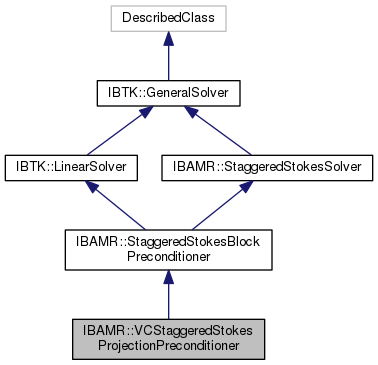 DescribedClass
IBTK::GeneralSolver
IBTK::LinearSolver
IBAMR::StaggeredStokesSolver
IBAMR::StaggeredStokesBlock
Preconditioner
IBAMR::VCStaggeredStokes
ProjectionPreconditioner